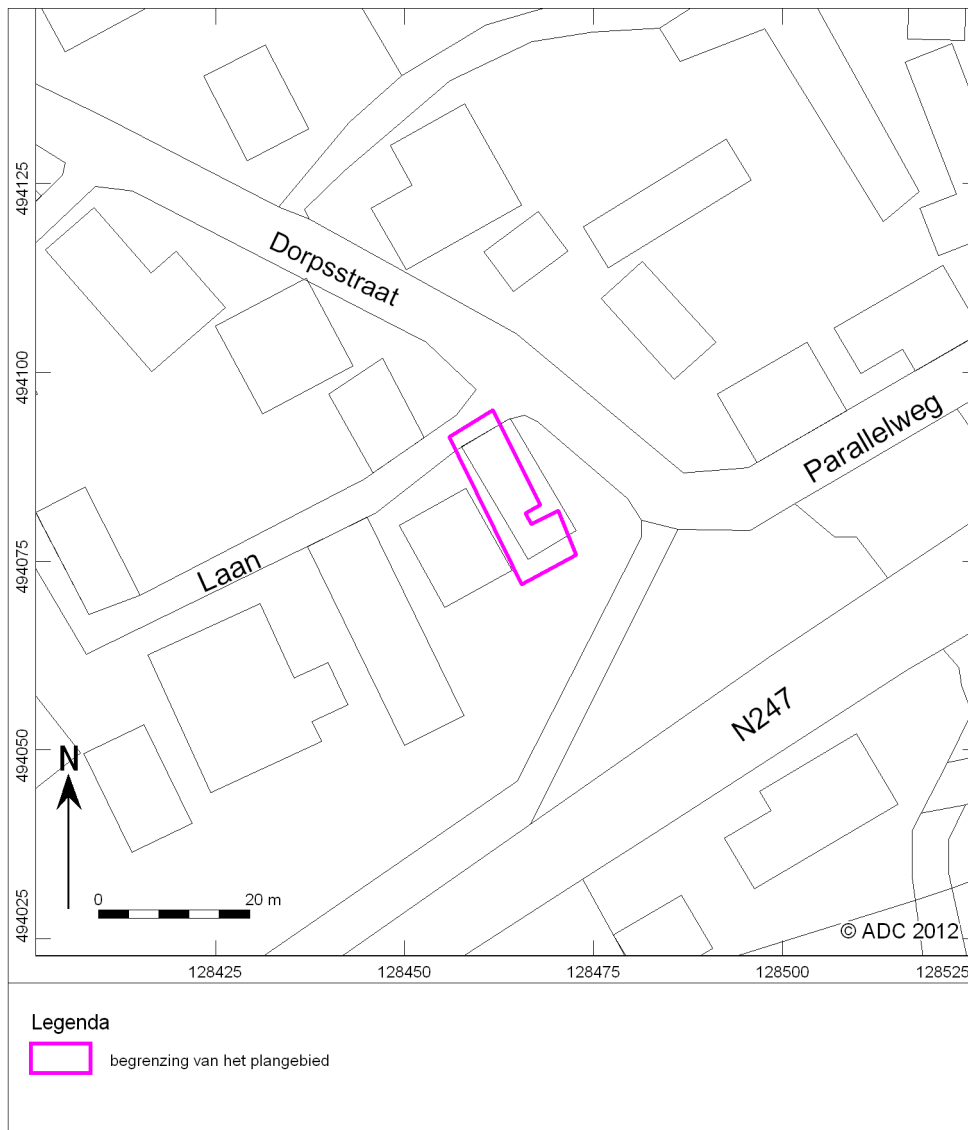 494125
494100
494075
494050
494025
Dorpsstraat
Parallelweg
Laan
N247
N
0 20 m
© ADC 2012
128425 128450 128475 128500 128525
Legenda
begrenzing van het plangebied